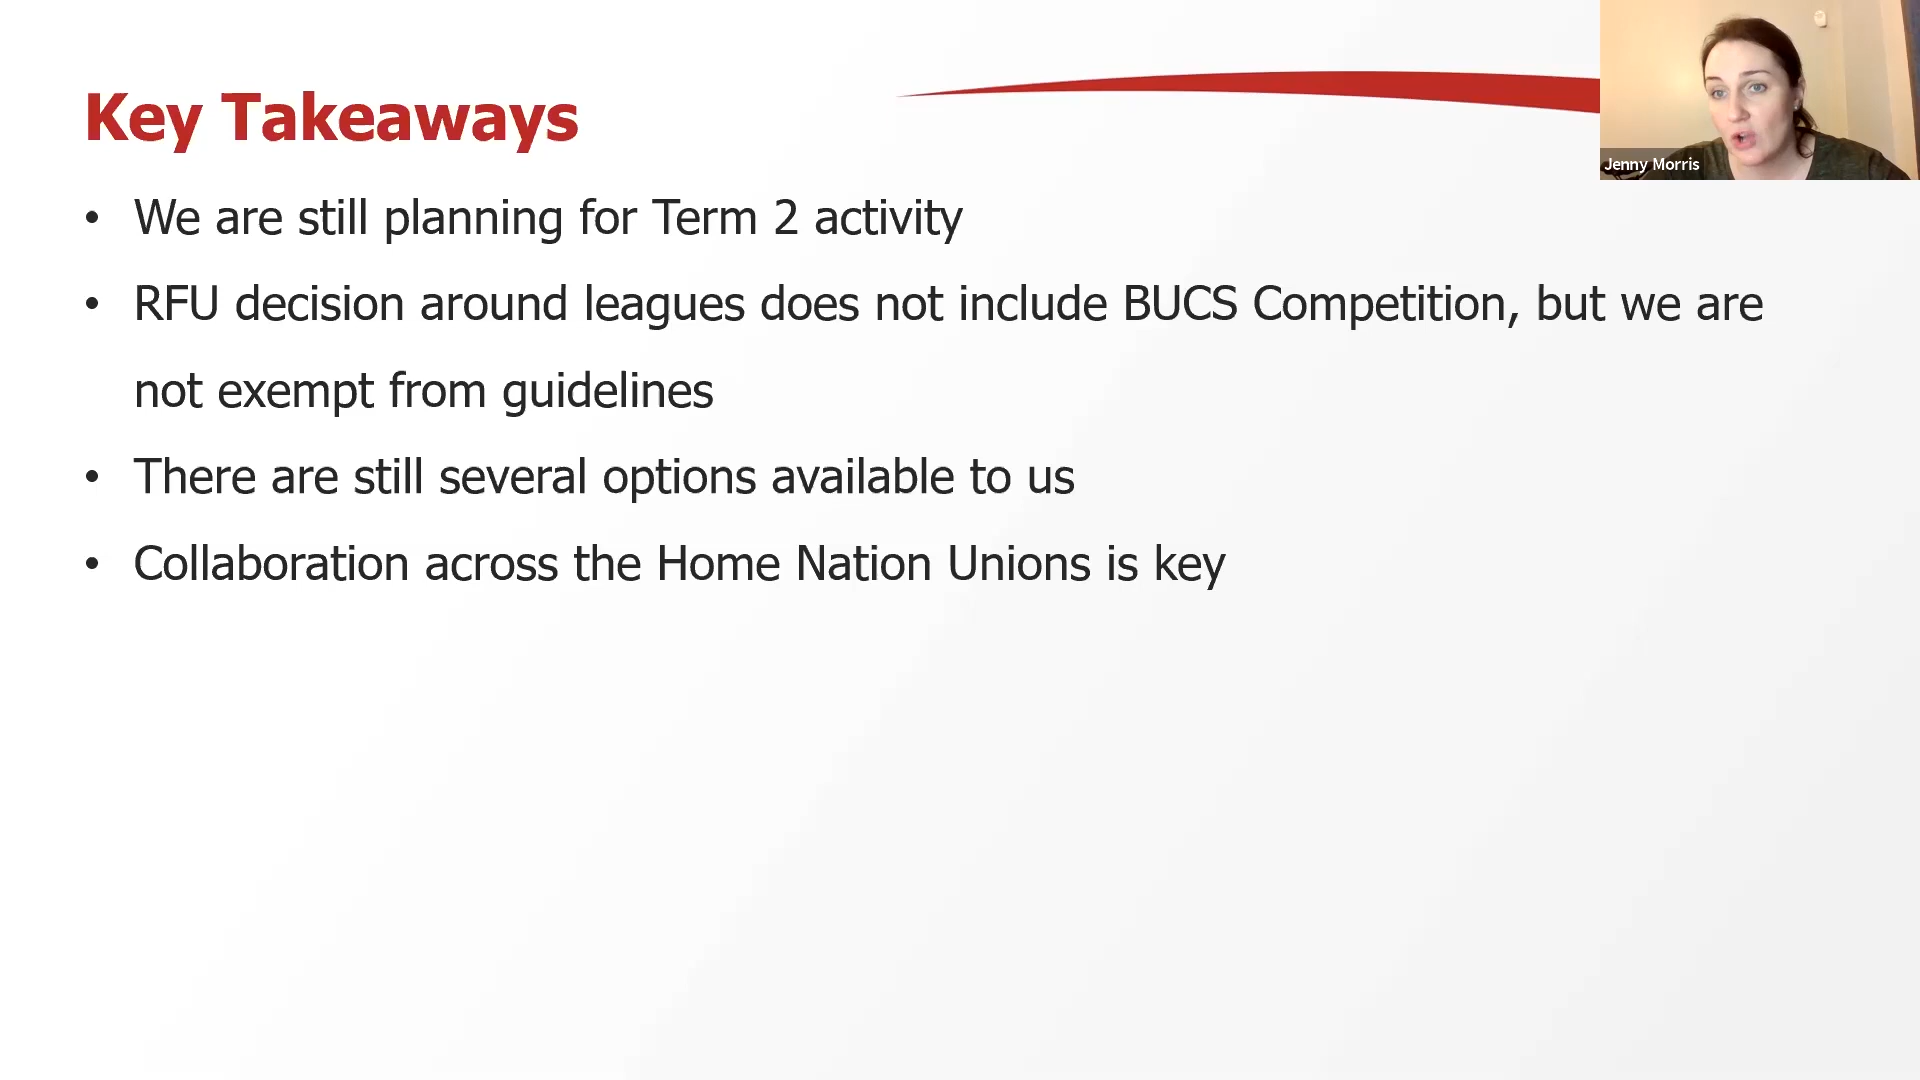 Key Takeaways
Jenny Morris
• We are still planning for Term 2 activity
• RFU decision around leagues does not include BUCS Competition, but we are
not exempt from guidelines
• There are still several options available to us
• Collaboration across the Home Nation Unions is key